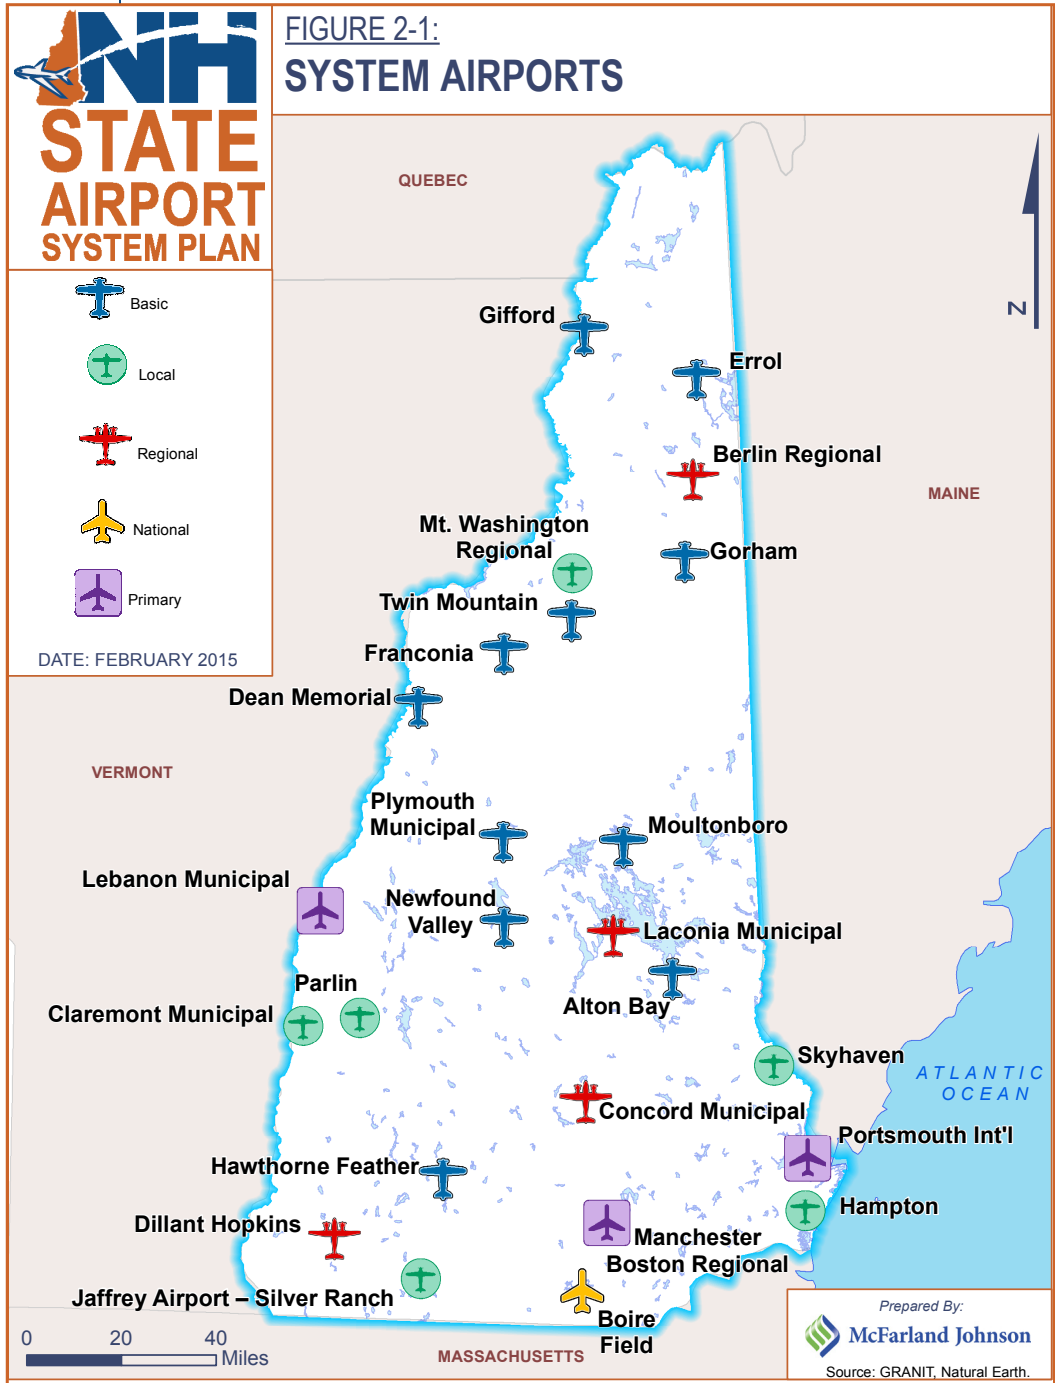 FIGURE 2-1:
SYSTEM AIRPORTS
NH
STATE
AIRPORT
SYSTEM PLAN
Basic
Local
Regional
National
Primary
DATE: FEBRUARY 2015
QUEBEC
N
Gifford
Errol
Berlin Regional
MAINE
Mt. Washington
Regional
Gorham
Twin Mountain
Franconia
Dean Memorial
VERMONT
Plymouth
Municipal
Moultonboro
Lebanon Municipal
Newfound
Valley
Laconia Municipal
Parlin
Alton Bay
Claremont Municipal
Skyhaven
ATLANTIC
OCEAN
Concord Municipal
Portsmouth Int'l
Hawthorne Feather
Hampton
Dillant Hopkins
Manchester
Boston Regional
Jaffrey Airport – Silver Ranch
Boire
Field
0 20 40
Miles
MASSACHUSETTS
Prepared By:
McFarland Johnson
Source: GRANIT, Natural Earth.